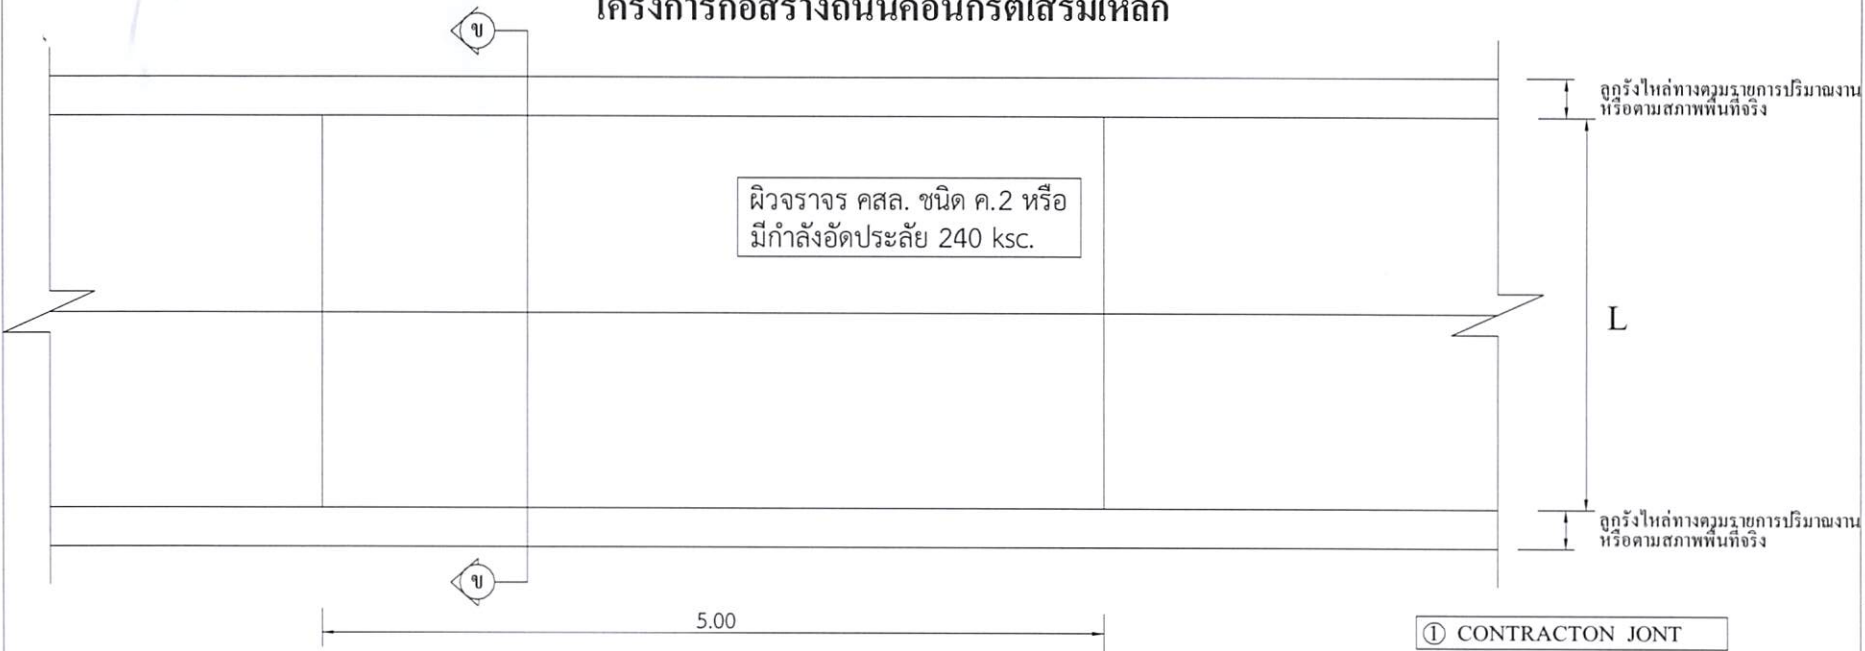 โครงการก่อสร้างถนนคอนกรีตเสริมเหล็ก
ข
ลูกรังไหล่ทางตามรายการปริมาณงาน
หรือตามสภาพพื้นที่จริง
ผิวจราจร คสล. ชนิด ค.2 หรือ
มีกำลังอัดประลัย 240 ksc.
L
ลูกรังไหล่ทางตามรายการปริมาณงาน
หรือตามสภาพพื้นที่จริง
ข
5.00
① CONTRACTON JONT